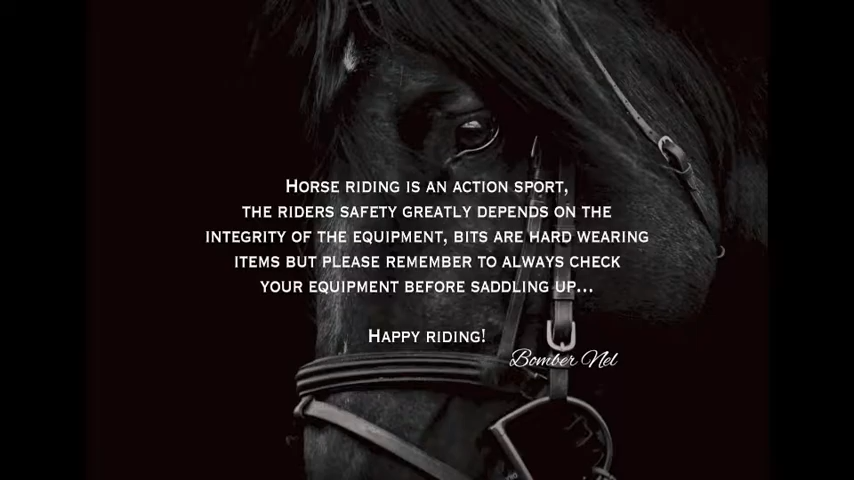 Horse riding is an action sport,
the riders safety greatly depends on the
integrity of the equipment, bits are hard wearing
items but please remember to always check
your equipment before saddling up...
Happy riding!
Bomber Nel